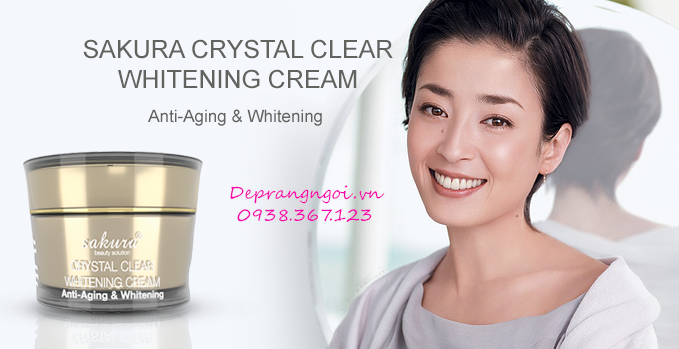 SAKURA CRYSTAL CLEAR
WHITENING CREAM
Anti-Aging & Whitening
Deprangngoi.vn
0938.367.123
sakura
beauty solution
CRYSTAL CLEAR
WHITENING CREAM
Anti-Aging & Whitening